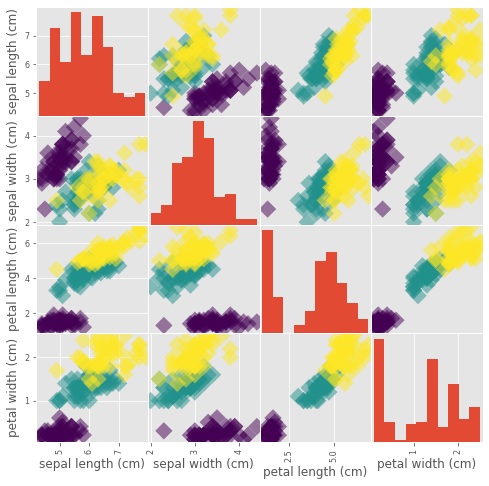 sepal length (cm)
7
6
5
sepal width (cm)
4
3
2
petal length (cm)
6
4
2
petal width (cm)
2
1
5
6
7
2
3
4
2.5
5.0
1
2
sepal length (cm)
sepal width (cm)
petal length (cm)
petal width (cm)